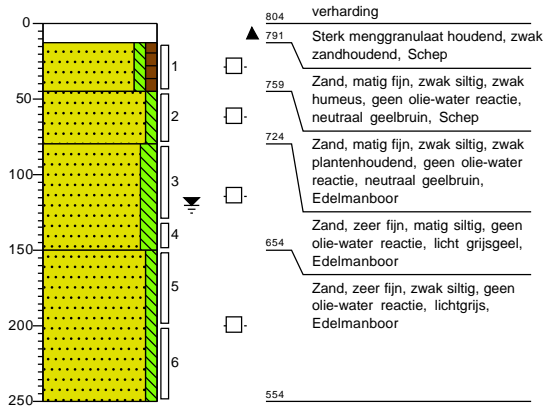 0
50
100
150
200
250
1
2
3
4
5
6
804
verharding
791
Sterk menggranulaat houdend, zwak
zandhoudend, Schep
759
Zand, matig fijn, zwak siltig, zwak
humeus, geen olie-water reactie,
neutraal geelbruin, Schep
724
Zand, matig fijn, zwak siltig, zwak
plantenhoudend, geen olie-water
reactie, neutraal geelbruin,
Edelmanboor
Zand, zeer fijn, matig siltig, geen
olie-water reactie, licht grijsgeel,
Edelmanboor
654
Zand, zeer fijn, zwak siltig, geen
olie-water reactie, lichtgrijs,
Edelmanboor
554